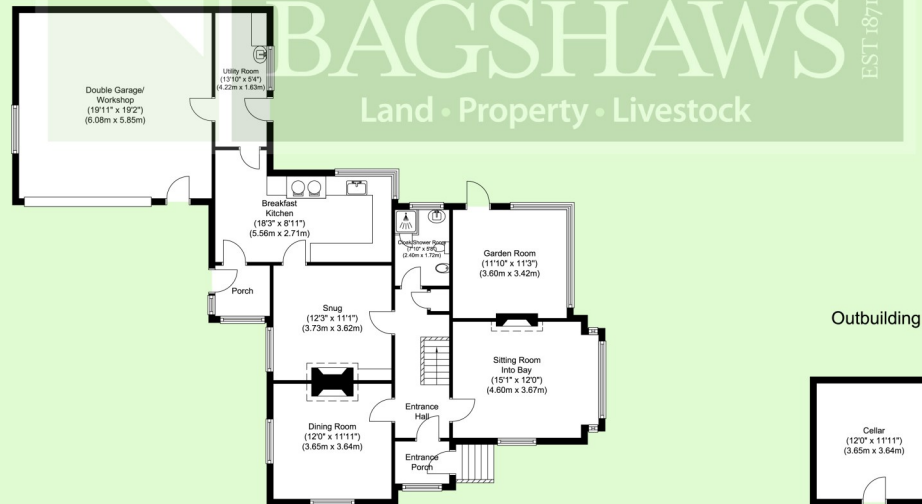 BAGSHAWS
EST 1871
Land • Property • Livestock
Double Garage/
Workshop
(19'11" x 19'2")
(6.08m x 5.85m)
Utility Room
(13'10" x 5'4")
(4.22m x 1.63m)
Breakfast
Kitchen
(18'3" x 8'11")
(5.56m x 2.71m)
Cloak/Shower Room
(7'10" x 5'8")
(2.40m x 1.72m)
Garden Room
(11'10" x 11'3")
(3.60m x 3.42m)
Porch
Snug
(12'3" x 11'1")
(3.73m x 3.62m)
Outbuilding
Sitting Room
Into Bay
(15'1" x 12'0")
(4.60m x 3.67m)
Entrance
Hall
Dining Room
(12'0" x 11'11")
(3.65m x 3.64m)
Entrance
Porch
Cellar
(12'0" x 11'11")
(3.65m x 3.64m)